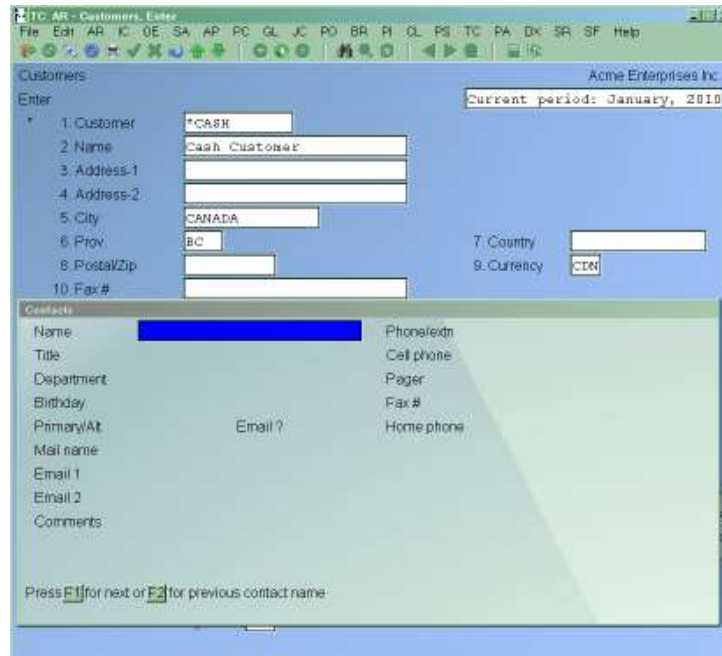 TC AR - Customers, Enter
File Edit AR IC OE SA AP PC GL JC PO BR PI CL PS TC PA DX SR SF Help
Customers Acme Enterprises Inc
Enter Current period: January, 2010
* 1. Customer *CASH
2. Name Cash Customer
3. Address-1
4. Address-2
5. City CANADA
6. Prov. BC 7. Country
8. Postal/Zip 9. Currency CDN
10. Fax #
Contacts
Name Phone/extn
Title Cell phone
Department Pager
Birthday Fax #
Primary/Alt Email ? Home phone
Mail name
Email 1
Email 2
Comments
Press F1 for next or F2 for previous contact name